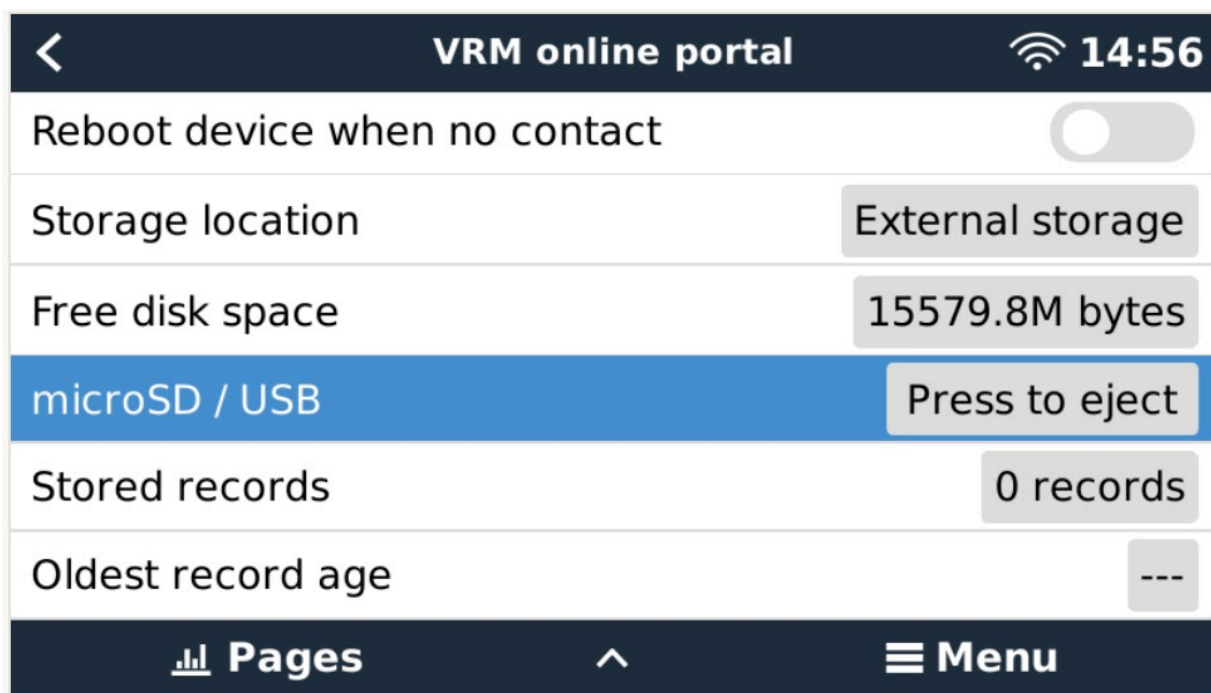 VRM online portal 14:56
Reboot device when no contact
Storage location External storage
Free disk space 15579.8M bytes
microSD / USB Press to eject
Stored records 0 records
Oldest record age ---
Pages Menu